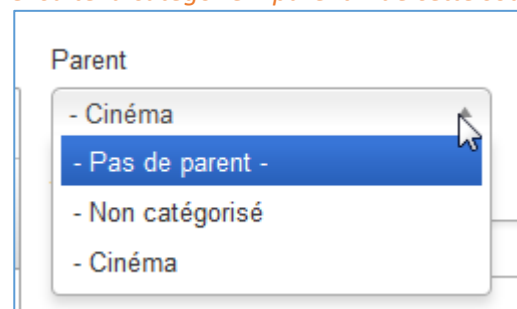 Parent
- Cinéma
- Pas de parent -
- Non catégorisé
- Cinéma